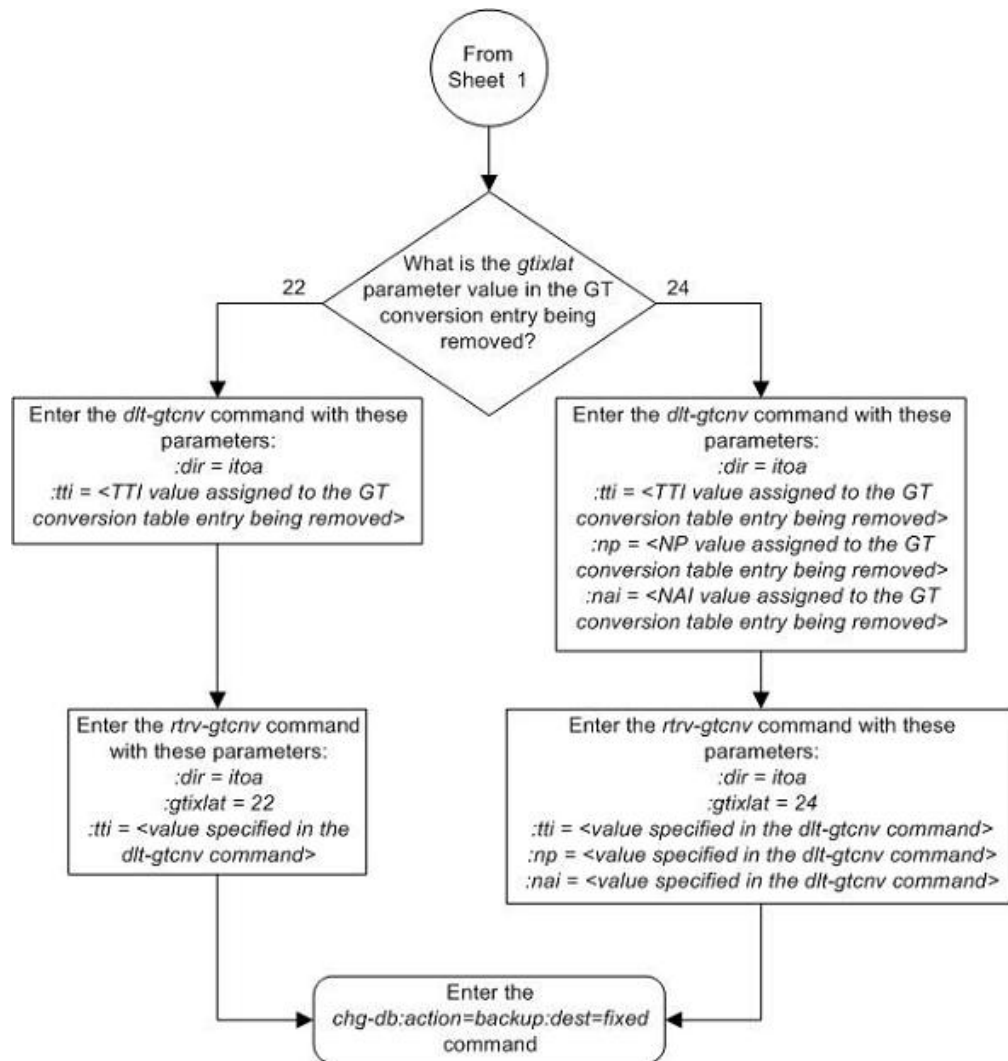 From
Sheet 1
What is the gtixlat
parameter value in the GT
conversion entry being
removed?
22
24
Enter the dlt-gtcnv command with these
parameters:
:dir = itoa
:tti = <TTI value assigned to the GT
conversion table entry being removed>
Enter the dlt-gtcnv command with these
parameters:
:dir = itoa
:tti = <TTI value assigned to the GT
conversion table entry being removed>
:np = <NP value assigned to the GT
conversion table entry being removed>
:nai = <NAI value assigned to the GT
conversion table entry being removed>
Enter the rtrv-gtcnv command
with these parameters:
:dir = itoa
:gtixlat = 22
:tti = <value specified in the
dlt-gtcnv command>
Enter the rtrv-gtcnv command with these
parameters:
:dir = itoa
:gtixlat = 24
:tti = <value specified in the dlt-gtcnv command>
:np = <value specified in the dlt-gtcnv command>
:nai = <value specified in the dlt-gtcnv command>
Enter the
chg-db:action=backup:dest=fixed
command